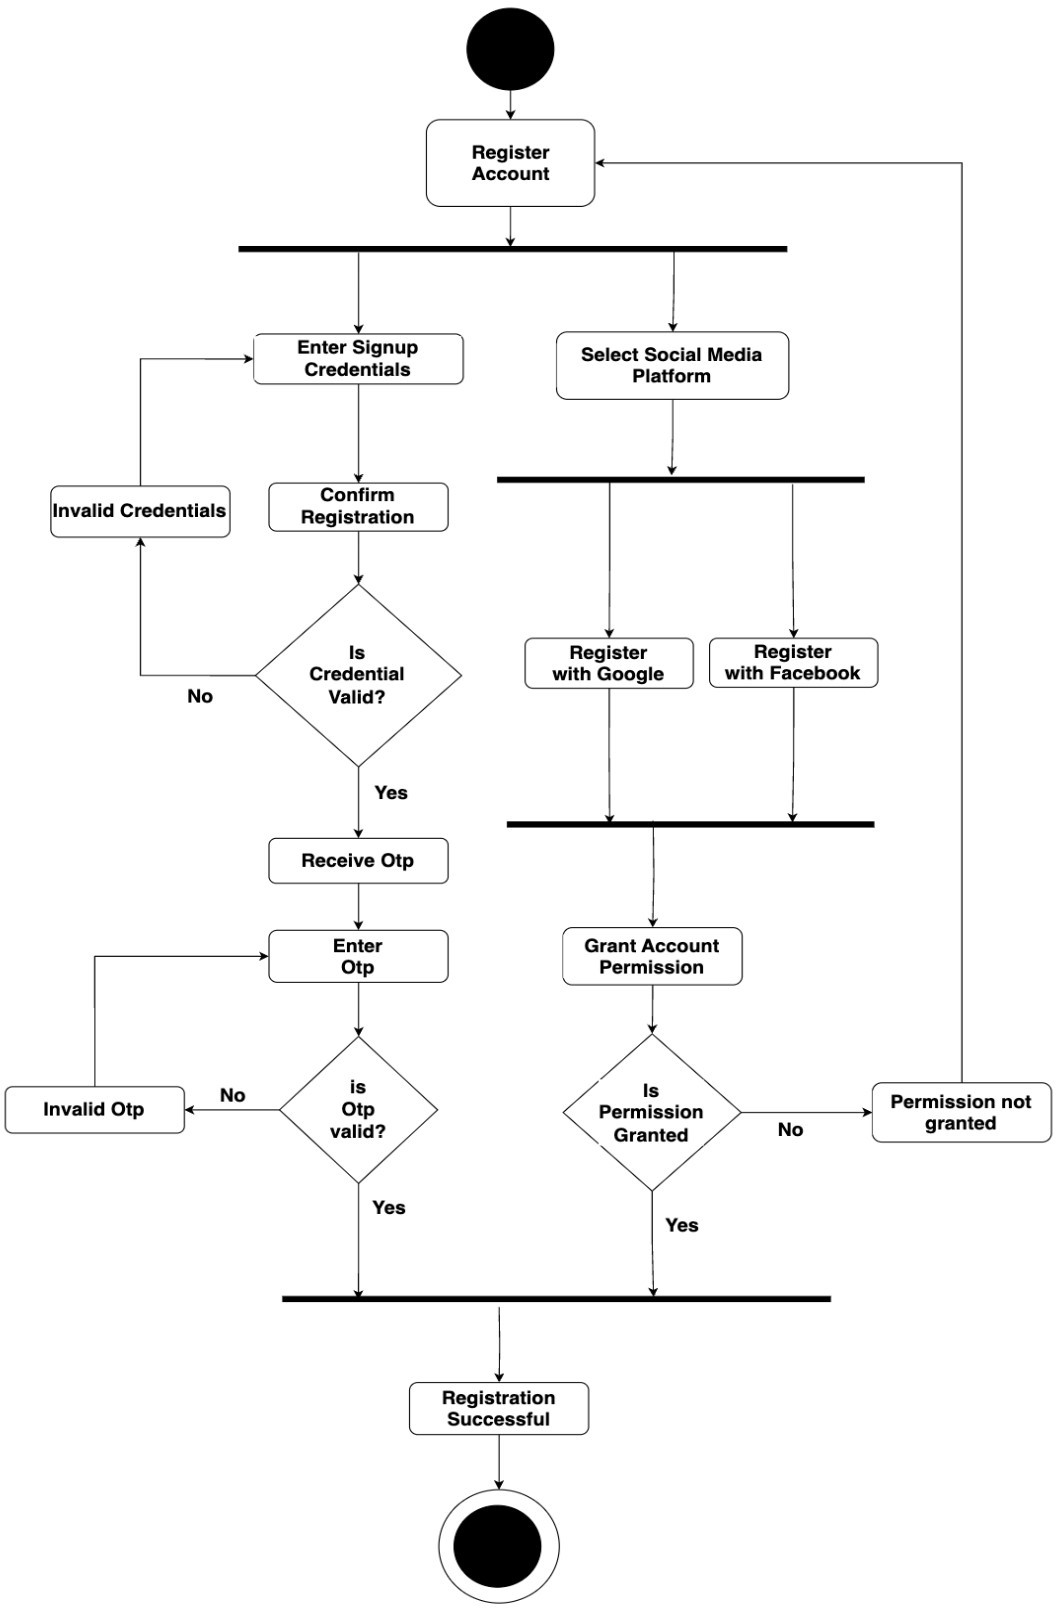 Register
Account
Enter Signup
Credentials
Select Social Media
Platform
Invalid Credentials
Confirm
Registration
Is
Credential
Valid?
No
Yes
Register
with Google
Register
with Facebook
Receive Otp
Enter
Otp
Grant Account
Permission
is
Otp
valid?
No
Invalid Otp
Yes
Is
Permission
Granted
No
Permission not
granted
Yes
Registration
Successful